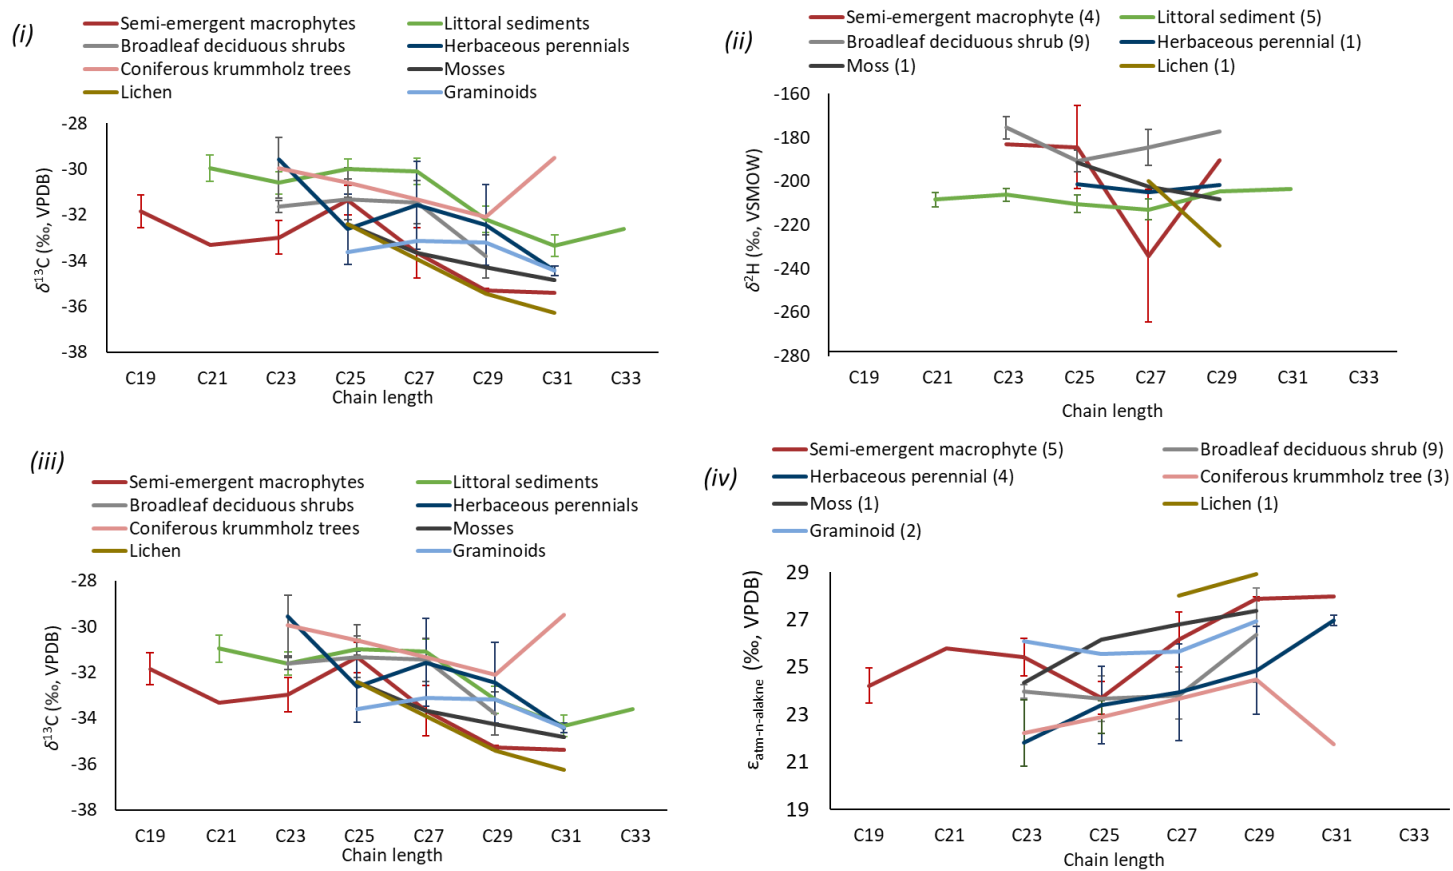 (i)
Semi-emergent macrophytes Littoral sediments
Broadleaf deciduous shrubs Herbaceous perennials
Coniferous krummholz trees Mosses
Lichen Graminoids
δ¹³C (‰, VPDB)
-28
-30
-32
-34
-36
-38
C19 C21 C23 C25 C27 C29 C31 C33
Chain length
(ii)
Semi-emergent macrophyte (4) Littoral sediment (5)
Broadleaf deciduous shrub (9) Herbaceous perennial (1)
Moss (1) Lichen (1)
δ²H (‰, VSMOW)
-160
-180
-200
-220
-240
-260
-280
C19 C21 C23 C25 C27 C29 C31 C33
Chain length
(iii)
Semi-emergent macrophytes Littoral sediments
Broadleaf deciduous shrubs Herbaceous perennials
Coniferous krummholz trees Mosses
Lichen Graminoids
δ¹³C (‰, VPDB)
-28
-30
-32
-34
-36
-38
C19 C21 C23 C25 C27 C29 C31 C33
Chain length
(iv)
Semi-emergent macrophyte (5) Broadleaf deciduous shrub (9)
Herbaceous perennial (4) Coniferous krummholz tree (3)
Moss (1) Lichen (1)
Graminoid (2)
εatm-n-alakne (‰, VPDB)
29
27
25
23
21
19
C19 C21 C23 C25 C27 C29 C31 C33
Chain length